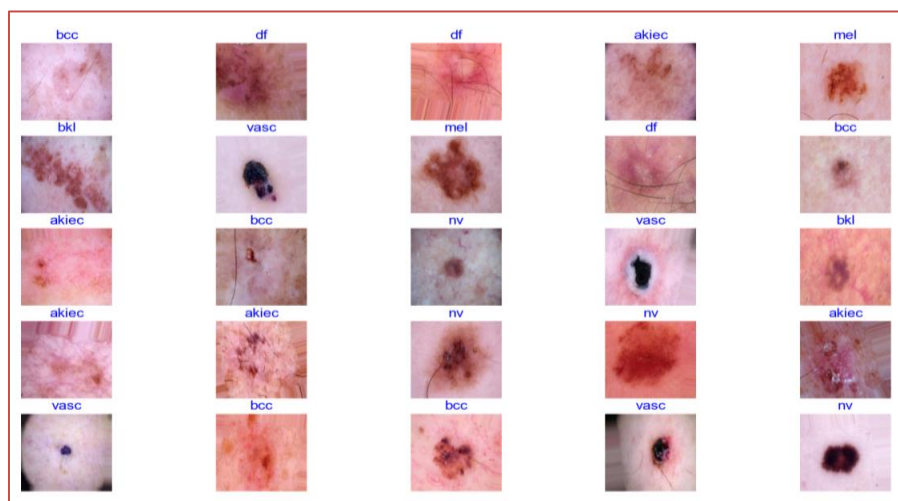 bcc df df akiec mel
bkl vasc mel df bcc
akiec bcc nv vasc bkl
akiec akiec nv nv akiec
vasc bcc bcc vasc nv